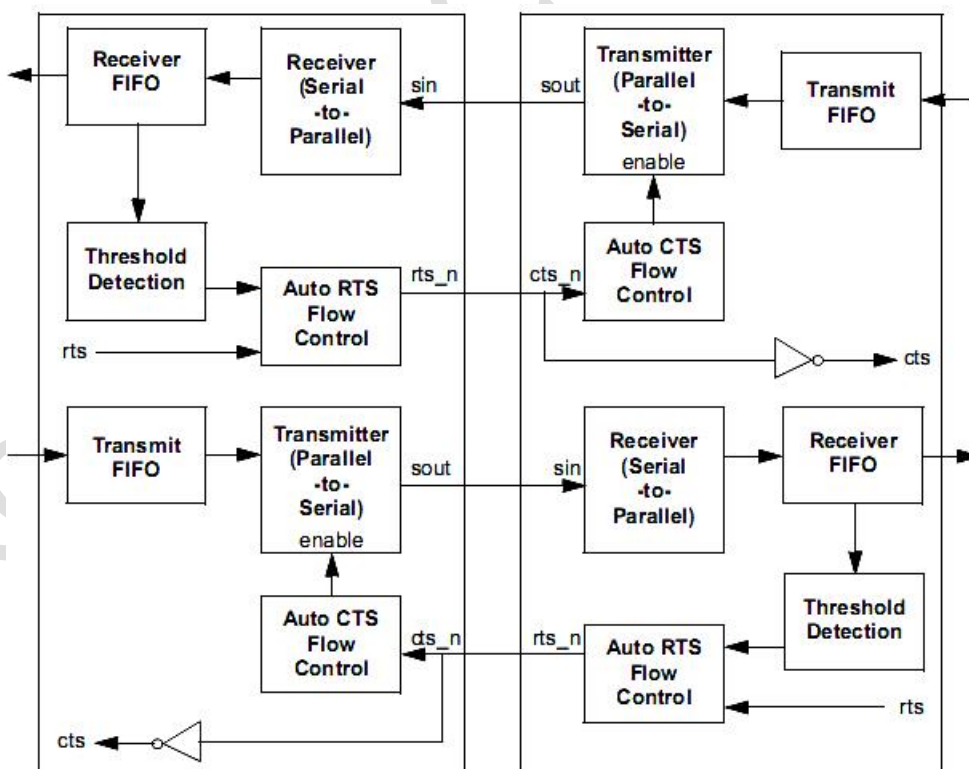 Receiver
FIFO
Receiver
(Serial
-to-
Parallel)
sin
sout
Transmitter
(Parallel
-to-
Serial)
enable
Transmit
FIFO
Threshold
Detection
Auto RTS
Flow
Control
rts_n
cts_n
Auto CTS
Flow
Control
rts
cts
Transmit
FIFO
Transmitter
(Parallel
-to-
Serial)
enable
sout
sin
Receiver
(Serial
-to-
Parallel)
Receiver
FIFO
Auto CTS
Flow
Control
cts_n
rts_n
Auto RTS
Flow
Control
Threshold
Detection
rts
cts